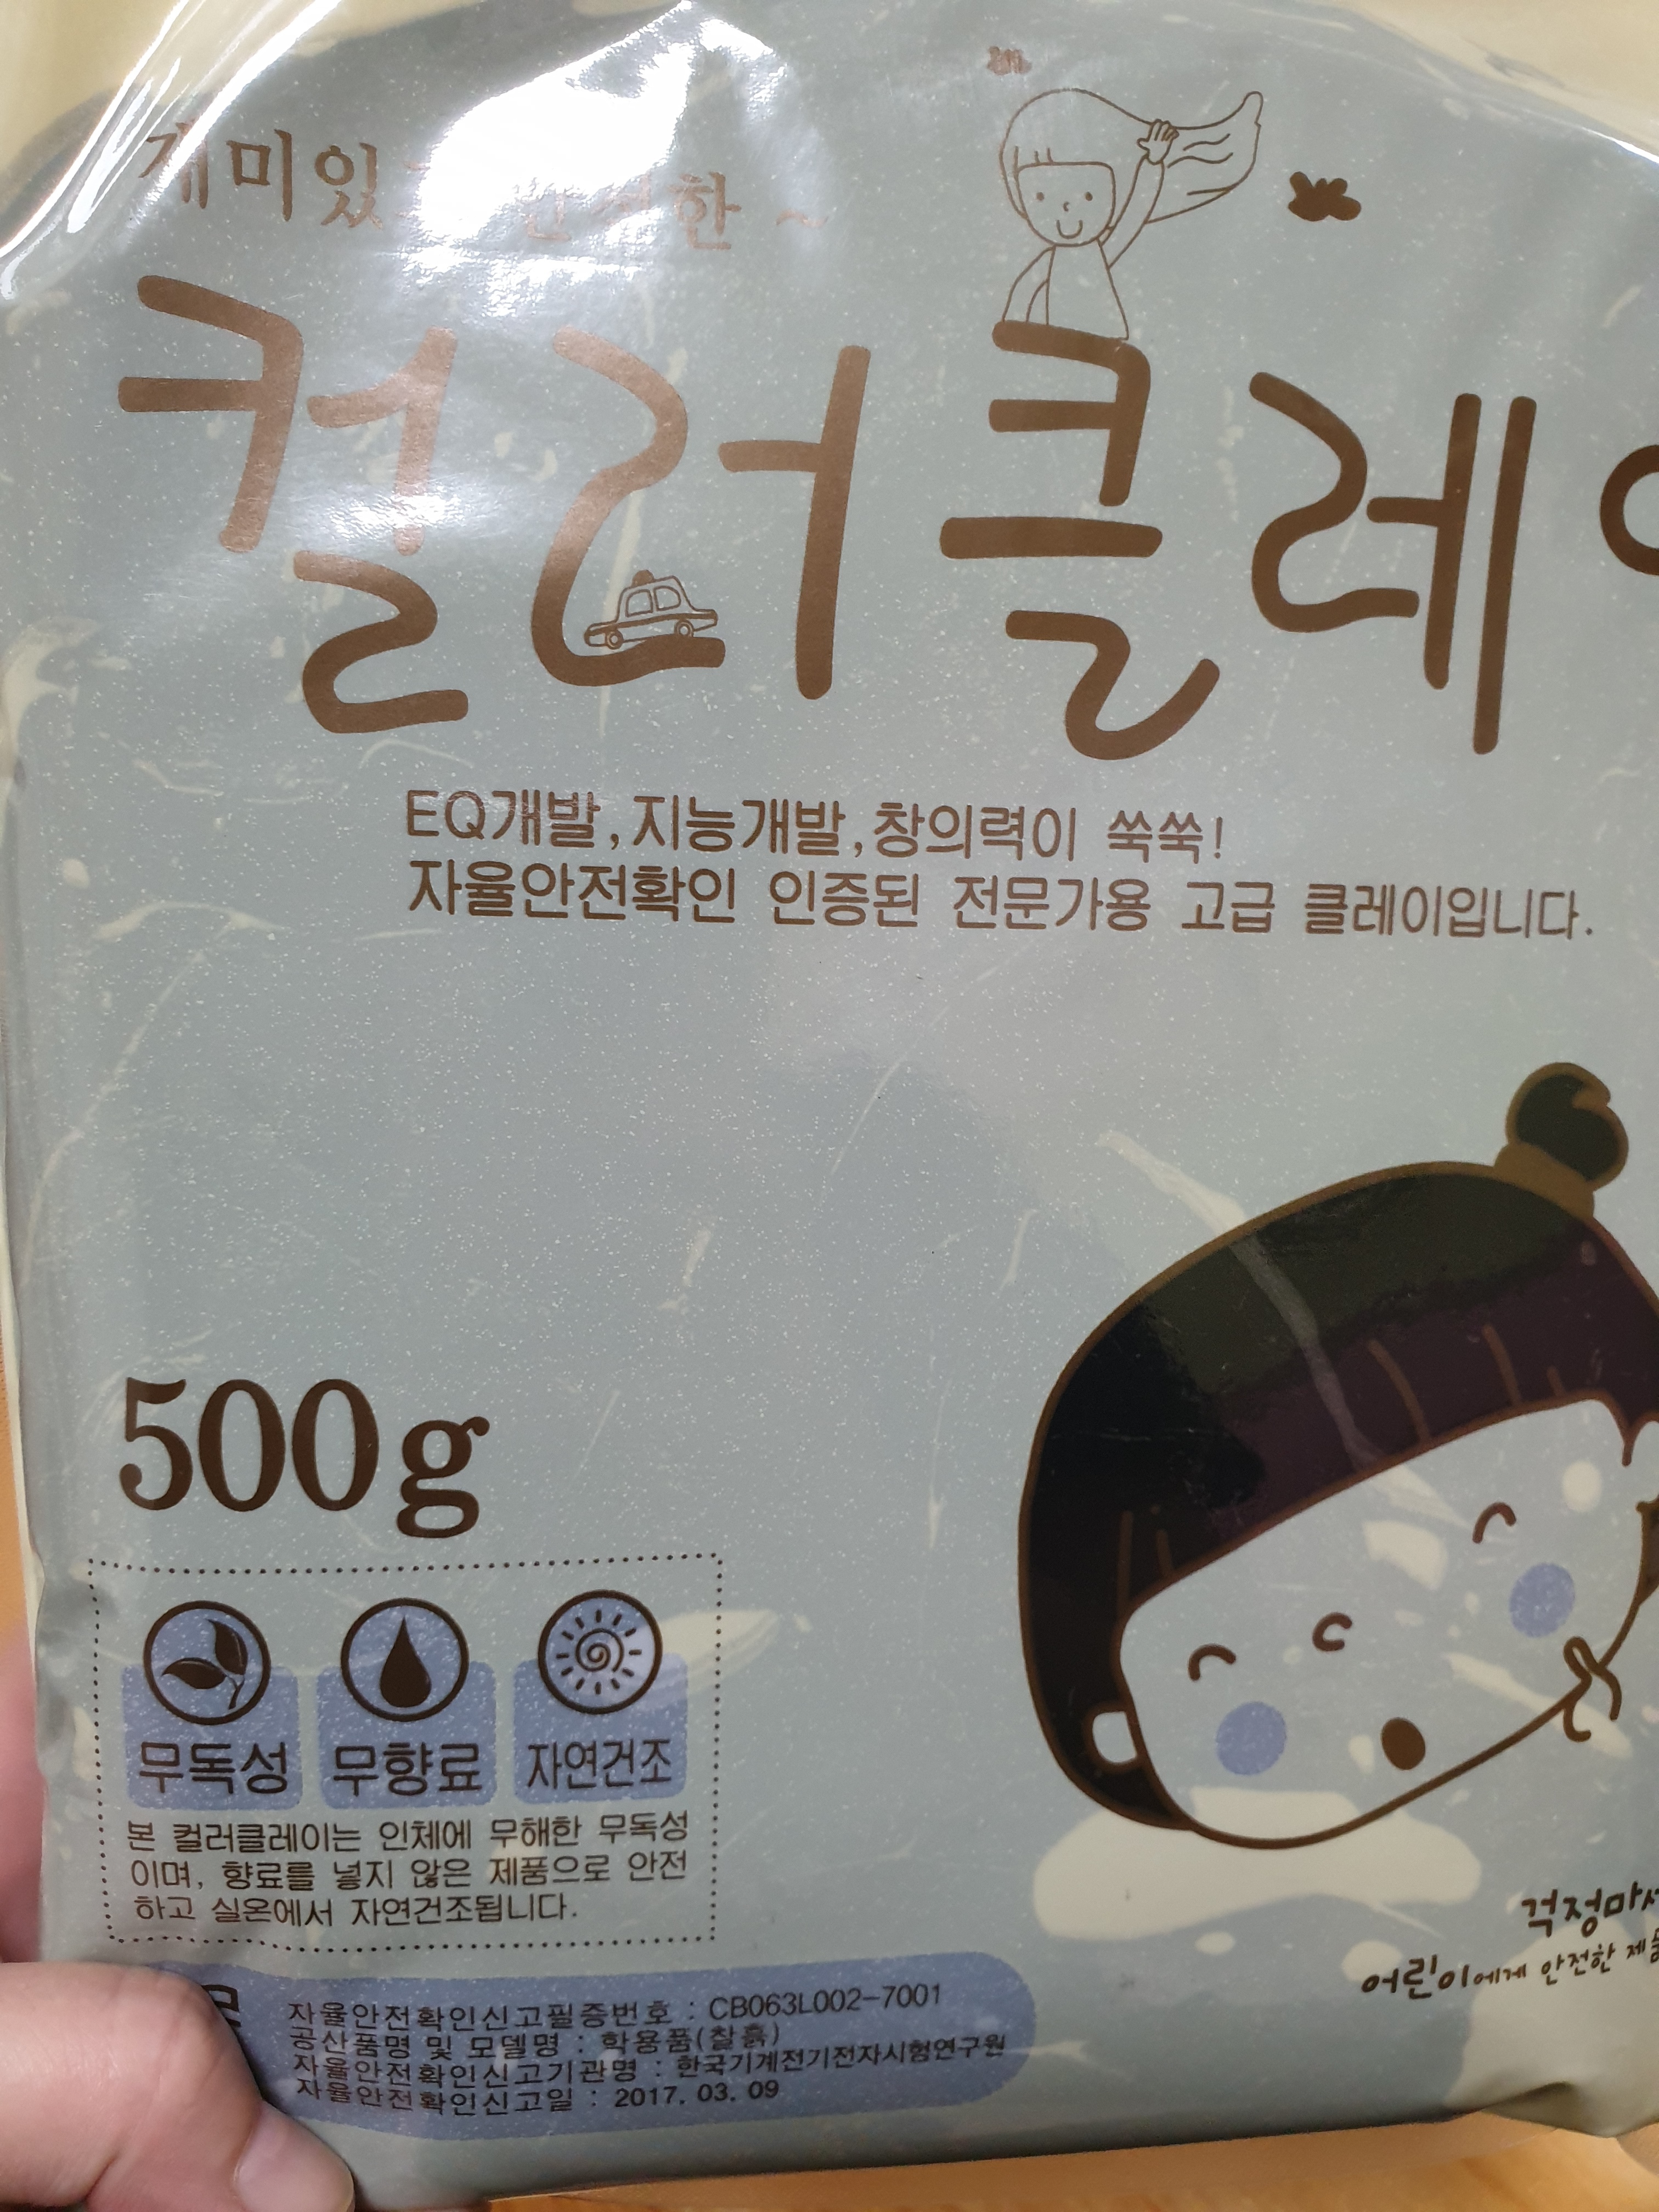 재미있고 안전한 ~
컬러클레이
EQ개발,지능개발,창의력이 쑥쑥!
자율안전확인 인증된 전문가용 고급 클레이입니다.
500g
무독성 무향료 자연건조
본 컬러클레이는 인체에 무해한 무독성
이며, 향료를 넣지 않은 제품으로 안전
하고 실온에서 자연건조됩니다.
걱정마
어린이에게 안전한 제품
자율안전확인신고필증번호 : CB063L002-7001
공산품명 및 모델명 : 학용품(찰흙)
자율안전확인신고기관명 : 한국기계전기전자시험연구원
자율안전확인신고일 : 2017. 03. 09